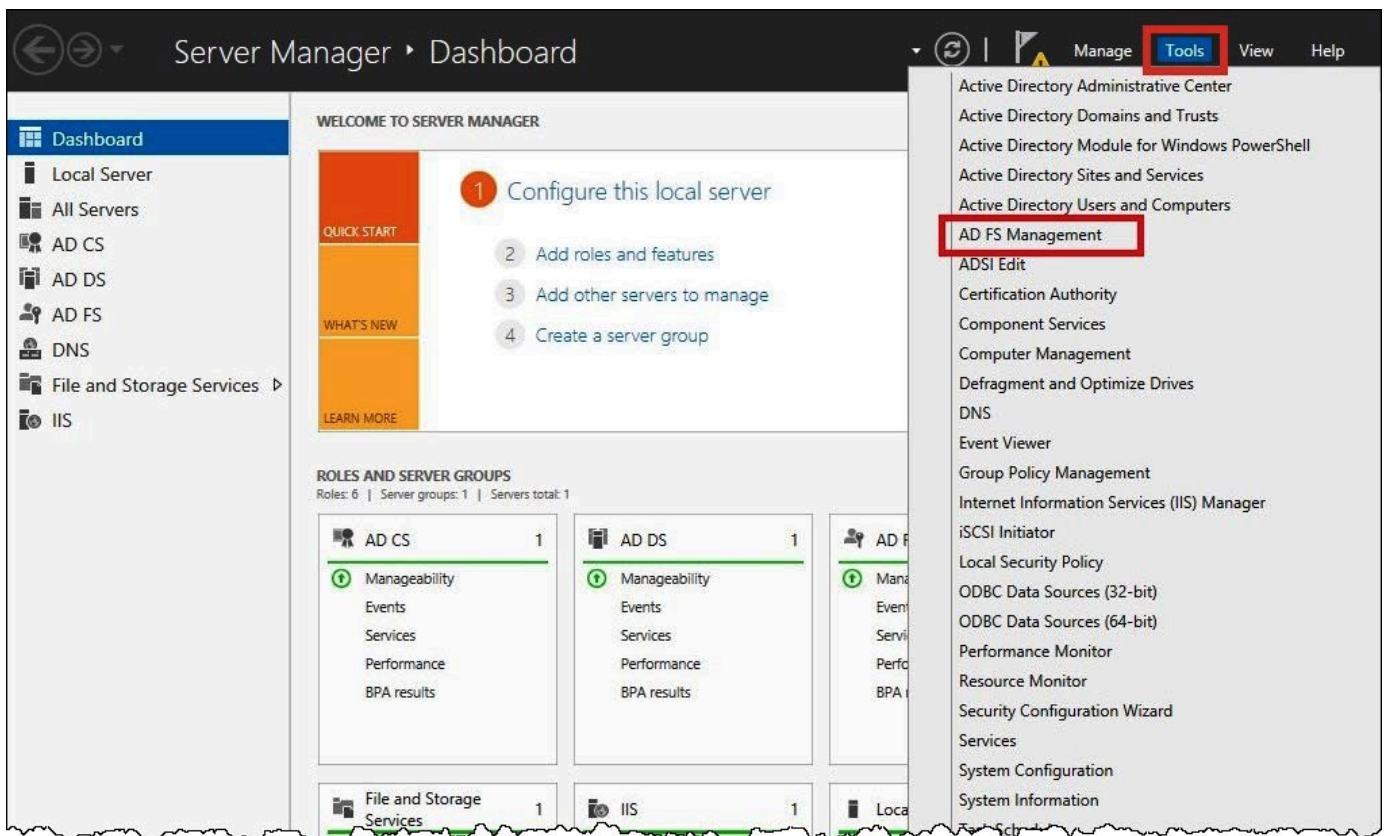 Server Manager ‣ Dashboard
Manage Tools View Help
Dashboard
Local Server
All Servers
AD CS
AD DS
AD FS
DNS
File and Storage Services
IIS
WELCOME TO SERVER MANAGER
QUICK START
WHAT'S NEW
LEARN MORE
1 Configure this local server
2 Add roles and features
3 Add other servers to manage
4 Create a server group
ROLES AND SERVER GROUPS
Roles: 6 | Server groups: 1 | Servers total: 1
AD CS 1
Manageability
Events
Services
Performance
BPA results
AD DS 1
Manageability
Events
Services
Performance
BPA results
AD F
Mana
Even
Servi
Perfo
BPA
File and Storage
Services 1
IIS 1
Loca
Active Directory Administrative Center
Active Directory Domains and Trusts
Active Directory Module for Windows PowerShell
Active Directory Sites and Services
Active Directory Users and Computers
AD FS Management
ADSI Edit
Certification Authority
Component Services
Computer Management
Defragment and Optimize Drives
DNS
Event Viewer
Group Policy Management
Internet Information Services (IIS) Manager
iSCSI Initiator
Local Security Policy
ODBC Data Sources (32-bit)
ODBC Data Sources (64-bit)
Performance Monitor
Resource Monitor
Security Configuration Wizard
Services
System Configuration
System Information